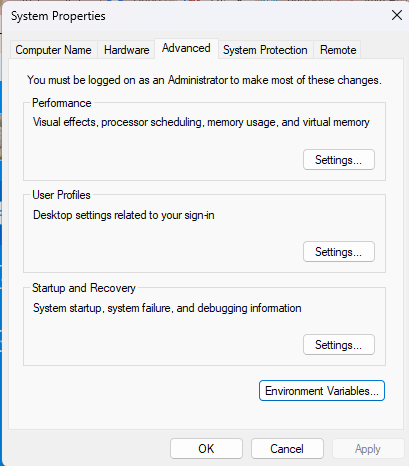 System Properties
Computer Name Hardware Advanced System Protection Remote
You must be logged on as an Administrator to make most of these changes.
Performance
Visual effects, processor scheduling, memory usage, and virtual memory
Settings...
User Profiles
Desktop settings related to your sign-in
Settings...
Startup and Recovery
System startup, system failure, and debugging information
Settings...
Environment Variables...
OK Cancel Apply